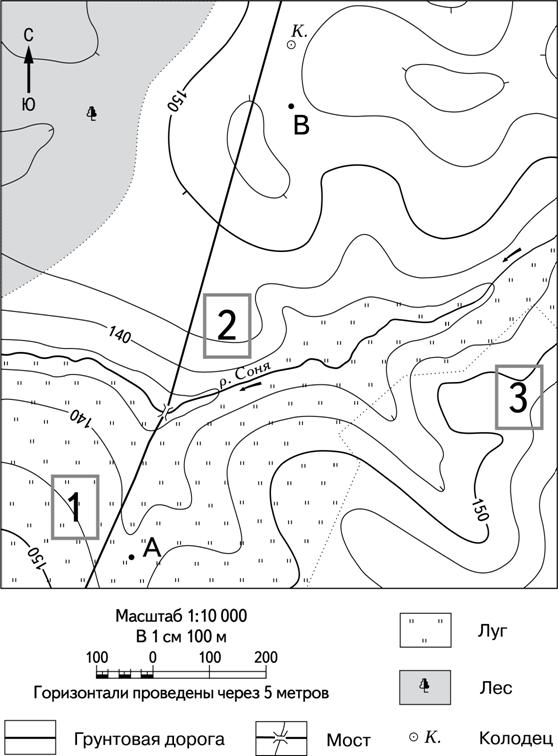 К.
С
150
Ю
В
2
140
р. Соня
3
140
1
150
150
А
Масштаб 1:10 000
В 1 см 100 м
100 0 100 200
Горизонтали проведены через 5 метров
Луг
Лес
Грунтовая дорога
Мост
К. Колодец